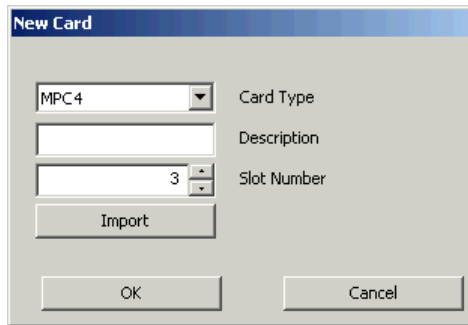 New Card
MPC4 Card Type
Description
3 Slot Number
Import
OK Cancel